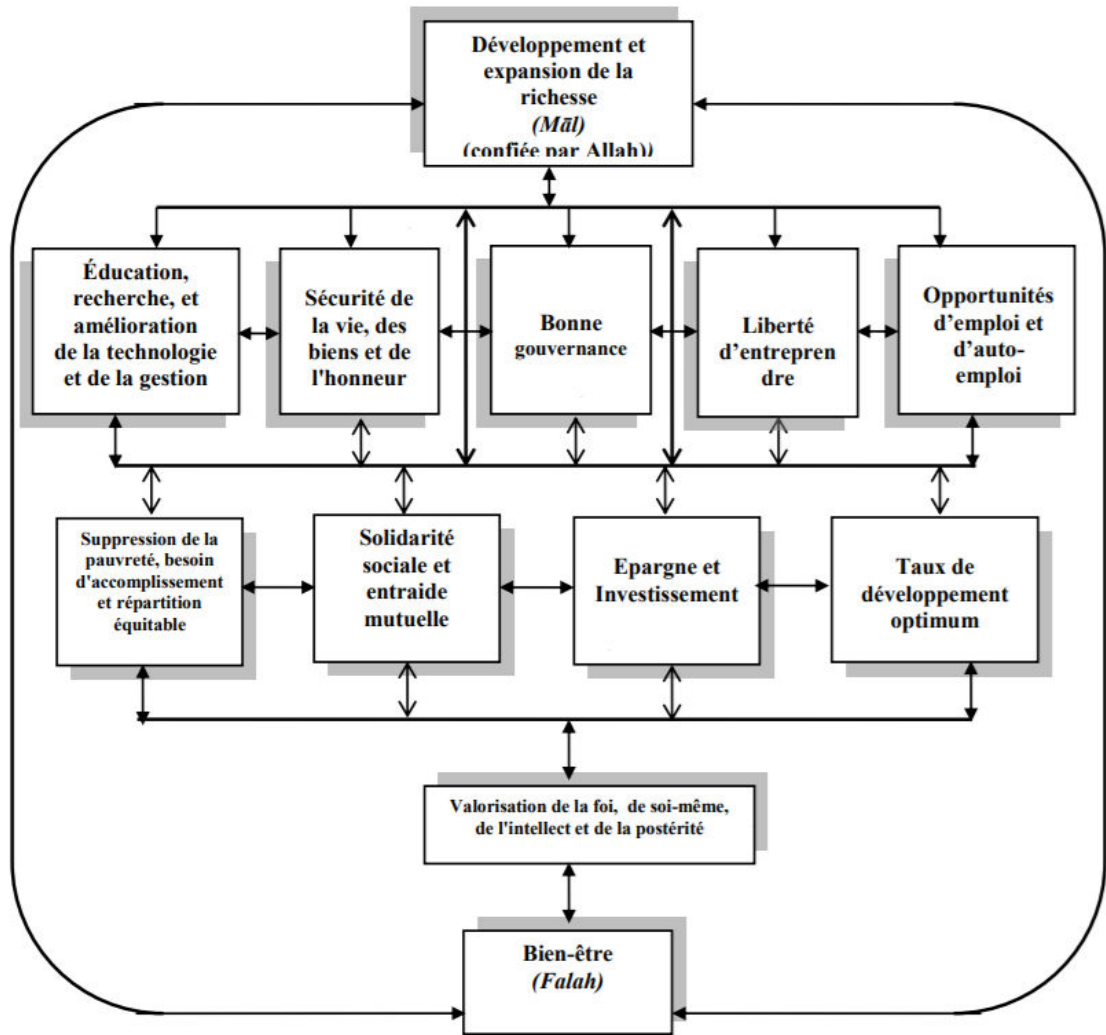 Développement et
expansion de la
richesse
(Māl)
(confiée par Allah))
Éducation,
recherche, et
amélioration
de la technologie
et de la gestion
Sécurité de
la vie, des
biens et de
l'honneur
Bonne
gouvernance
Liberté
d’entrepren
dre
Opportunités
d’emploi et
d’auto-
emploi
Suppression de la
pauvreté, besoin
d'accomplissement
et répartition
équitable
Solidarité
sociale et
entraide
mutuelle
Epargne et
Investissement
Taux de
développement
optimum
Valorisation de la foi, de soi-même,
de l'intellect et de la postérité
Bien-être
(Falah)